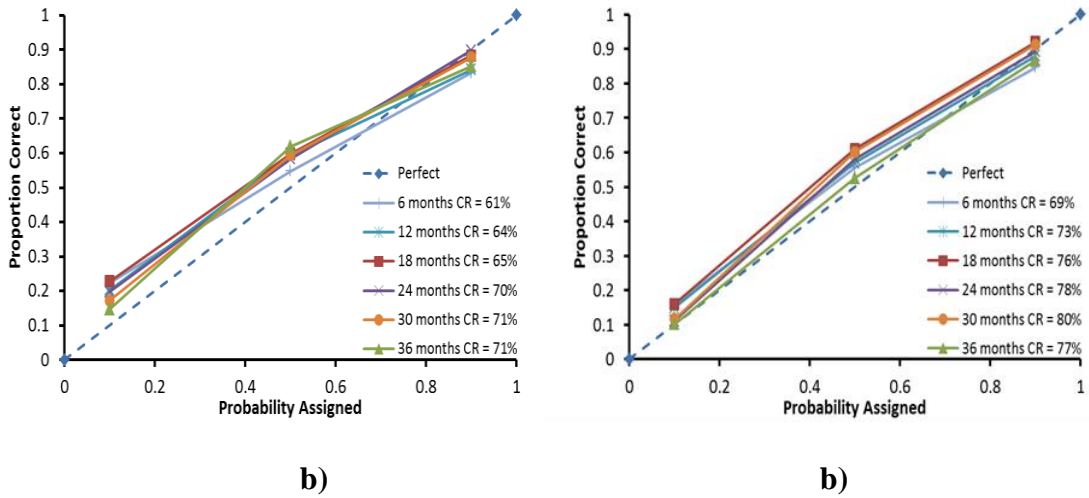 1
0.9
0.8
0.7
0.6
0.5
0.4
0.3
0.2
0.1
0
Proportion Correct
Perfect
6 months CR = 61%
12 months CR = 64%
18 months CR = 65%
24 months CR = 70%
30 months CR = 71%
36 months CR = 71%
0 0.2 0.4 0.6 0.8 1
Probability Assigned
b)
1
0.9
0.8
0.7
0.6
0.5
0.4
0.3
0.2
0.1
0
Proportion Correct
Perfect
6 months CR = 69%
12 months CR = 73%
18 months CR = 76%
24 months CR = 78%
30 months CR = 80%
36 months CR = 77%
0 0.2 0.4 0.6 0.8 1
Probability Assigned
b)